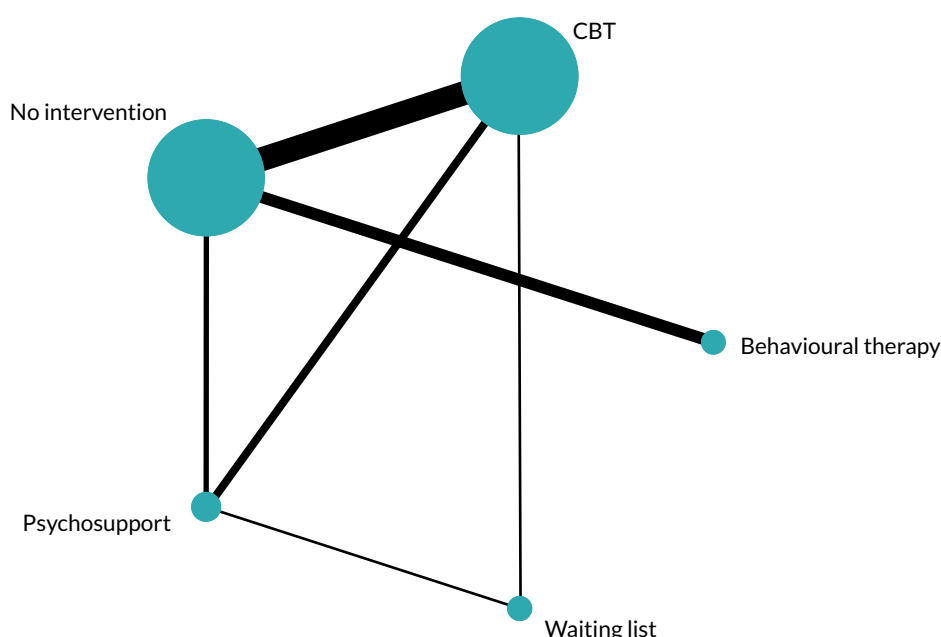 CBT
No intervention
Behavioural therapy
Psychosupport
Waiting list